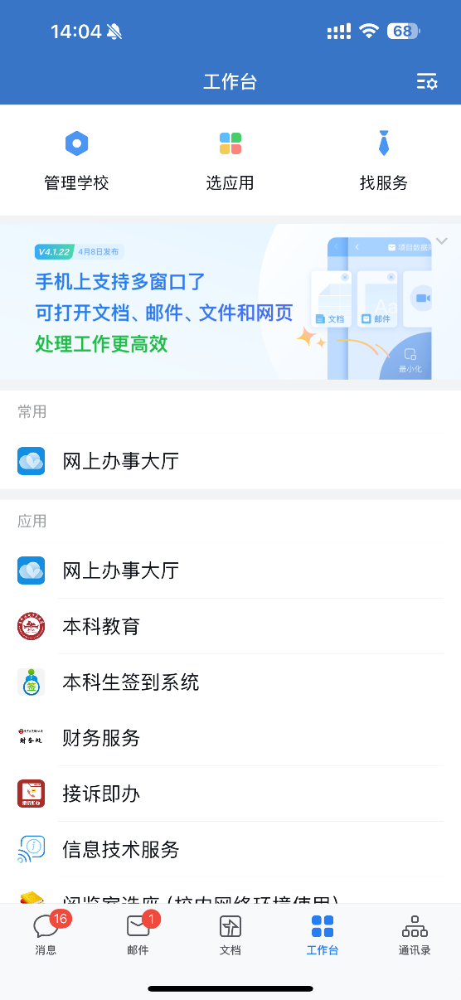 14:04
68
工作台
管理学校
选应用
找服务
V4.1.22 4月8日发布
手机上支持多窗口了
可打开文档、邮件、文件和网页
处理工作更高效
项目数据
文档
邮件
最小化
常用
网上办事大厅
应用
网上办事大厅
本科教育
签
本科生签到系统
财务处
财务服务
接诉即办
接诉即办
信息技术服务
阅览室选座（校内网络环境使用）
16
1
消息
邮件
文档
工作台
通讯录